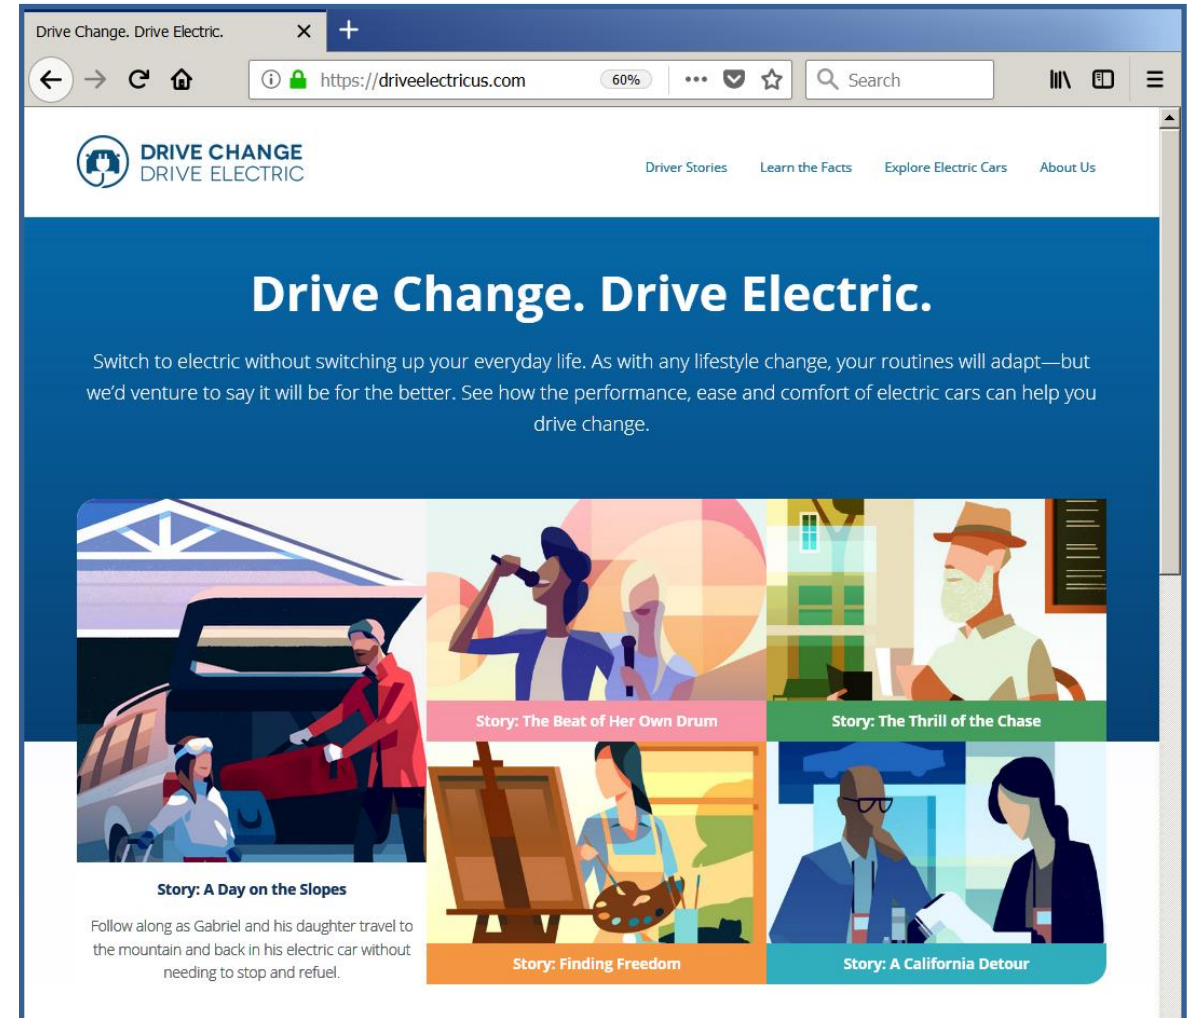 Drive Change. Drive Electric.
https://driveelectricus.com
60%
Search
DRIVE CHANGE
DRIVE ELECTRIC
Driver Stories
Learn the Facts
Explore Electric Cars
About Us
Drive Change. Drive Electric.
Switch to electric without switching up your everyday life. As with any lifestyle change, your routines will adapt—but
we'd venture to say it will be for the better. See how the performance, ease and comfort of electric cars can help you
drive change.
Story: The Beat of Her Own Drum
Story: The Thrill of the Chase
Story: A Day on the Slopes
Follow along as Gabriel and his daughter travel to
the mountain and back in his electric car without
needing to stop and refuel.
Story: Finding Freedom
Story: A California Detour